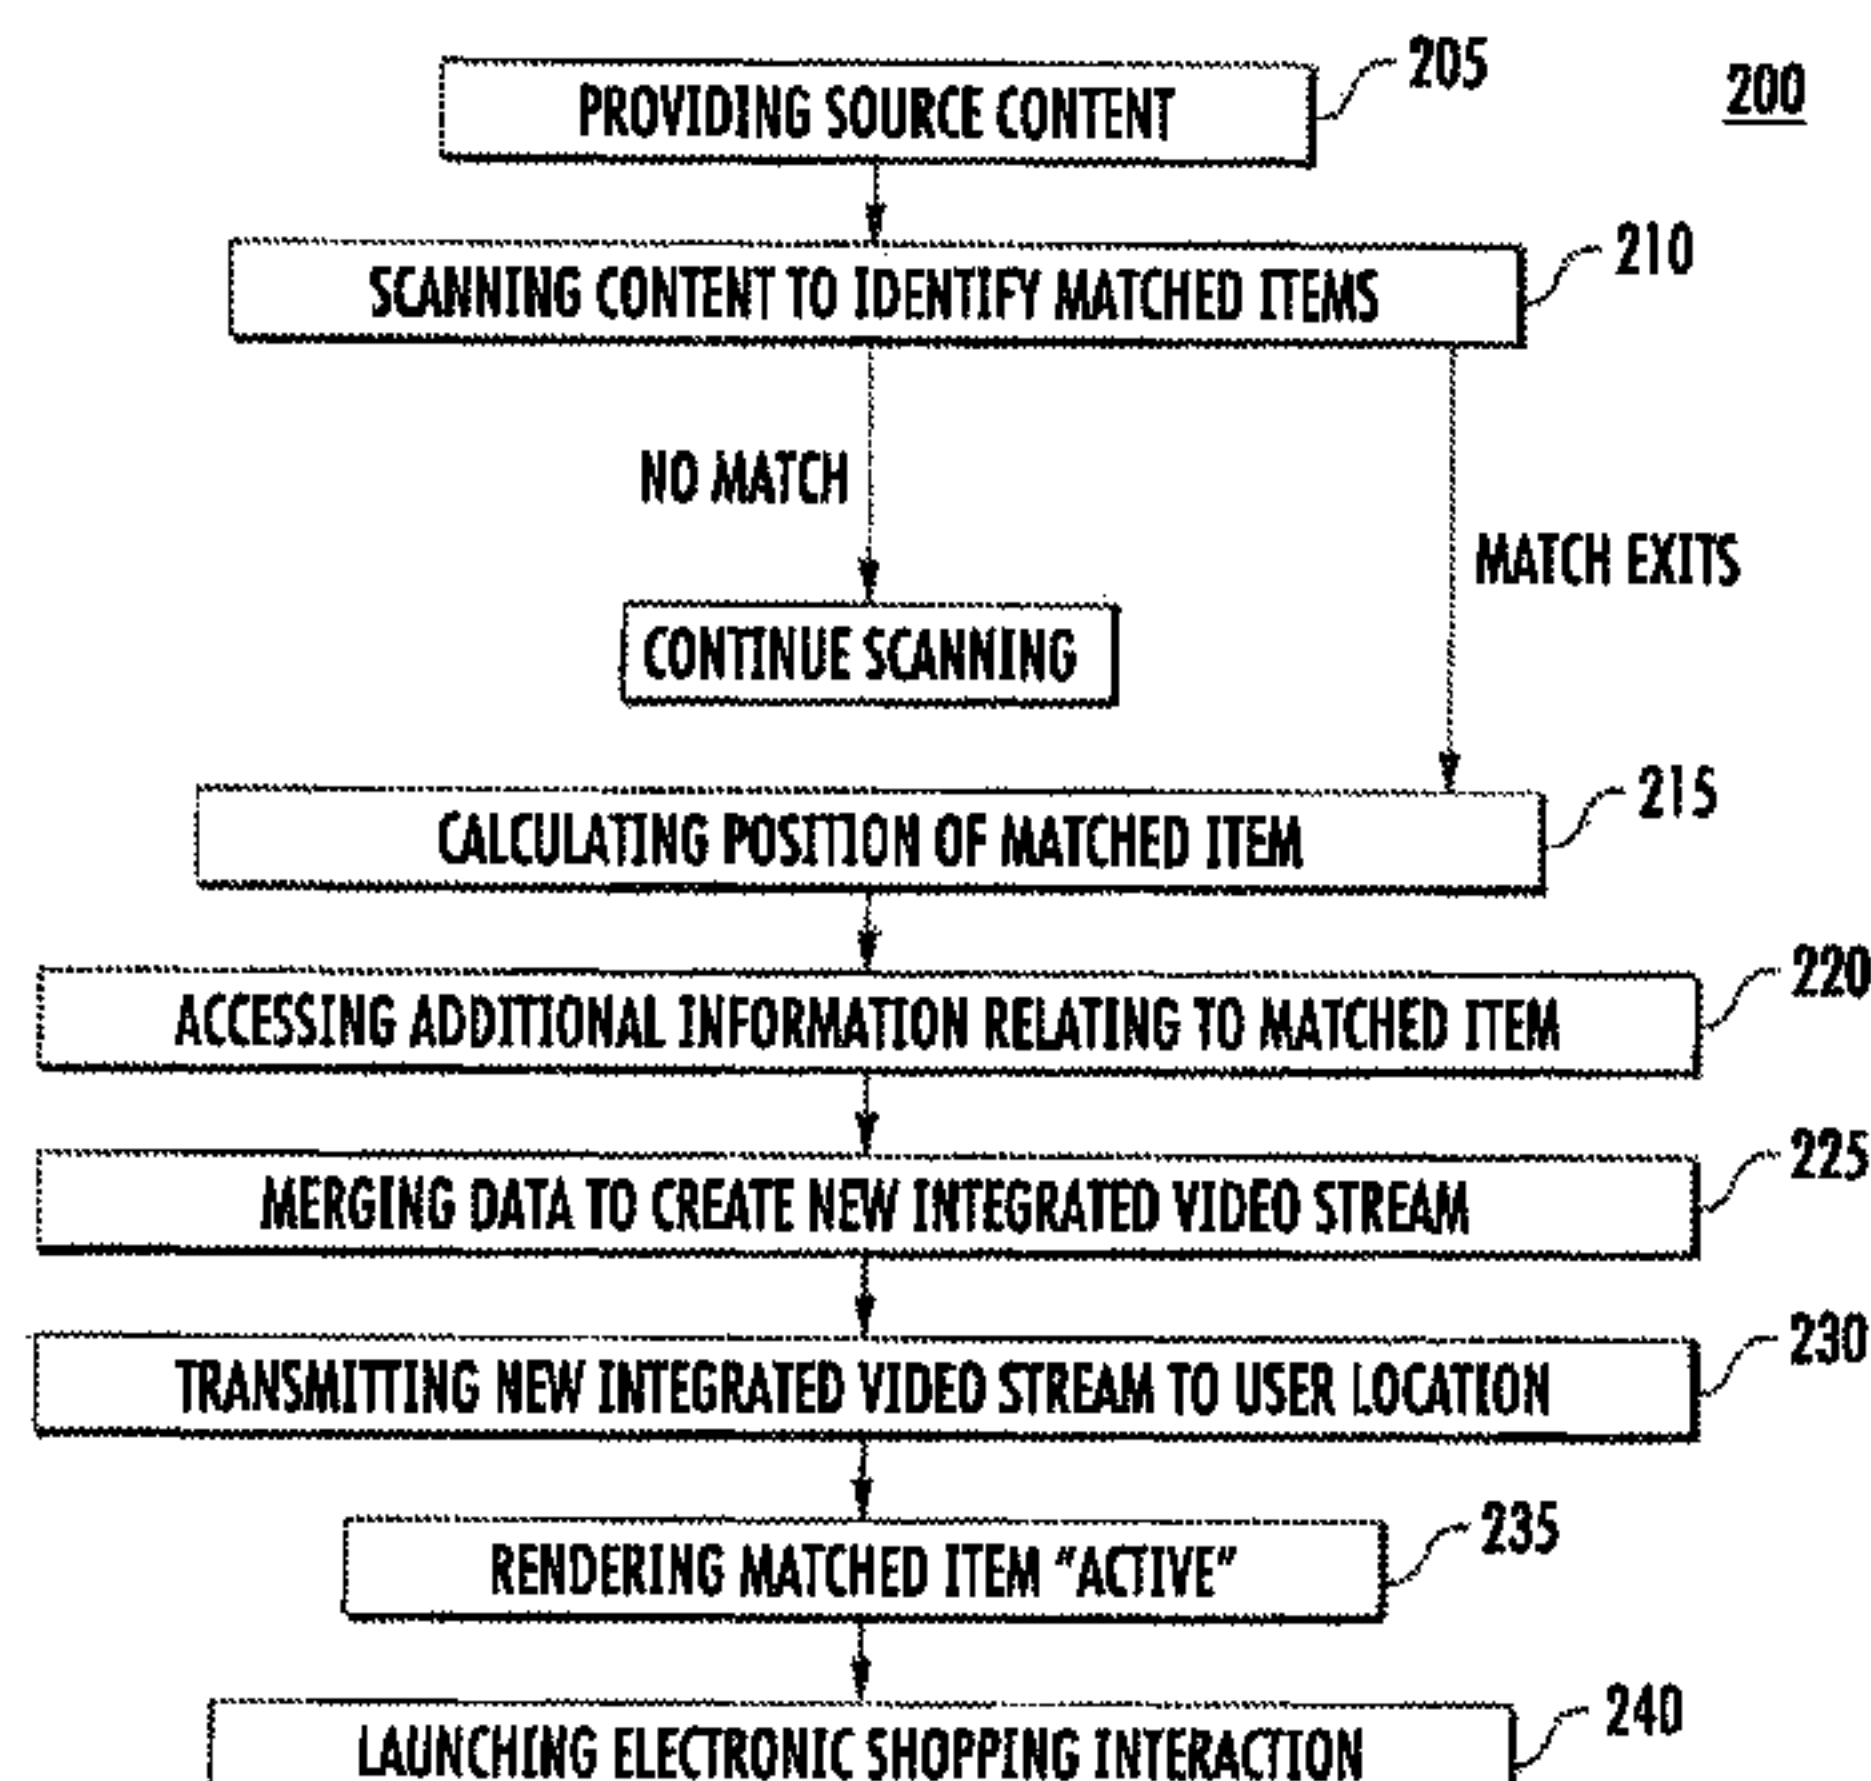 205
200
PROVIDING SOURCE CONTENT
210
SCANNING CONTENT TO IDENTIFY MATCHED ITEMS
NO MATCH
MATCH EXITS
CONTINUE SCANNING
215
CALCULATING POSITION OF MATCHED ITEM
220
ACCESSING ADDITIONAL INFORMATION RELATING TO MATCHED ITEM
225
MERGING DATA TO CREATE NEW INTEGRATED VIDEO STREAM
230
TRANSMITTING NEW INTEGRATED VIDEO STREAM TO USER LOCATION
235
RENDERING MATCHED ITEM "ACTIVE"
240
LAUNCHING ELECTRONIC SHOPPING INTERACTION